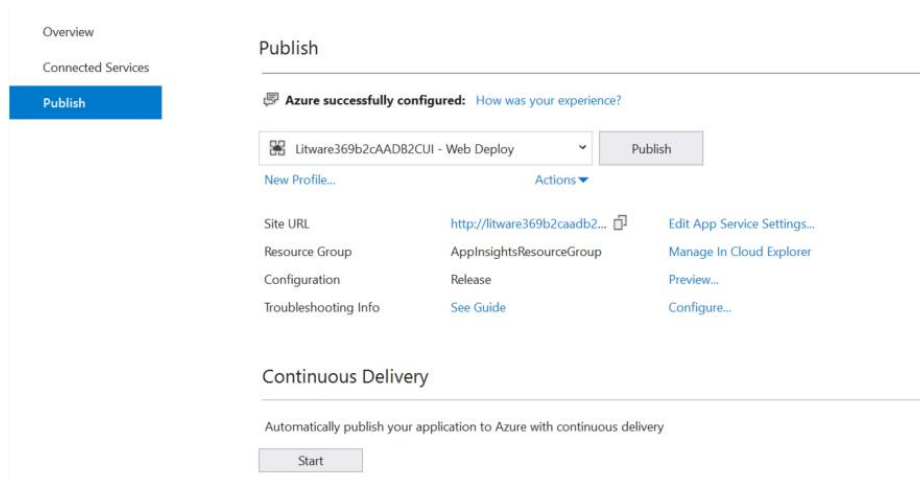 Overview
Connected Services
Publish
Publish
Azure successfully configured: How was your experience?
Litware369b2cAADB2CUI - Web Deploy
Publish
New Profile...
Actions
Site URL http://litware369b2caadb2... Edit App Service Settings...
Resource Group AppInsightsResourceGroup Manage In Cloud Explorer
Configuration Release Preview...
Troubleshooting Info See Guide Configure...
Continuous Delivery
Automatically publish your application to Azure with continuous delivery
Start